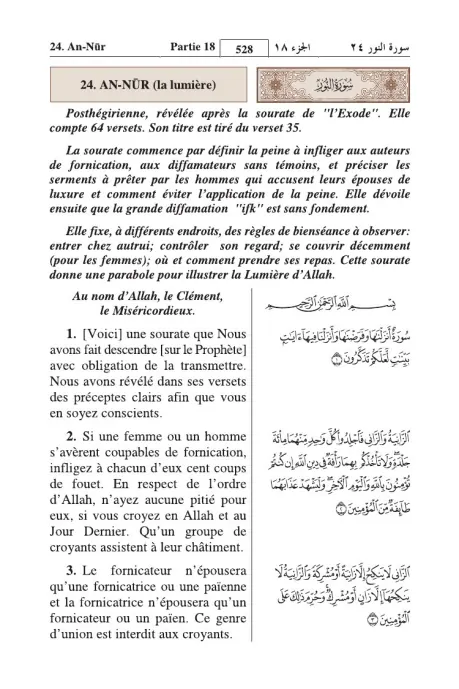 24. An-Nūr Partie 18 528 الجزء ١٨ سورة النور ٢٤
24. AN-NŪR (la lumière) سُورَةُ النُّورِ
Posthégirienne, révélée après la sourate de "l'Exode". Elle
compte 64 versets. Son titre est tiré du verset 35.
La sourate commence par définir la peine à infliger aux auteurs
de fornication, aux diffamateurs sans témoins, et préciser les
serments à prêter par les hommes qui accusent leurs épouses de
luxure et comment éviter l'application de la peine. Elle dévoile
ensuite que la grande diffamation "ifk" est sans fondement.
Elle fixe, à différents endroits, des règles de bienséance à observer:
entrer chez autrui; contrôler son regard; se couvrir décemment
(pour les femmes); où et comment prendre ses repas. Cette sourate
donne une parabole pour illustrer la Lumière d'Allah.
Au nom d'Allah, le Clément,
le Miséricordieux.
1. [Voici] une sourate que Nous
avons fait descendre [sur le Prophète]
avec obligation de la transmettre.
Nous avons révélé dans ses versets
des préceptes clairs afin que vous
en soyez conscients.
2. Si une femme ou un homme
s'avèrent coupables de fornication,
infligez à chacun d'eux cent coups
de fouet. En respect de l'ordre
d'Allah, n'ayez aucune pitié pour
eux, si vous croyez en Allah et au
Jour Dernier. Qu'un groupe de
croyants assistent à leur châtiment.
3. Le fornicateur n'épousera
qu'une fornicatrice ou une païenne
et la fornicatrice n'épousera qu'un
fornicateur ou un païen. Ce genre
d'union est interdit aux croyants.
بِسْمِ اللَّهِ الرَّحْمَٰنِ الرَّحِيمِ
سُورَةٌ أَنزَلْنَاهَا وَفَرَضْنَاهَا وَأَنزَلْنَا فِيهَا ءَايَاتٍ
بَيِّنَاتٍ لَّعَلَّكُمْ تَذَكَّرُونَ ١
الزَّانِيَةُ وَالزَّانِي فَاجْلِدُوا كُلَّ وَاحِدٍ مِّنْهُمَا مِائَةَ
جَلْدَةٍ وَلَا تَأْخُذْكُم بِهِمَا رَأْفَةٌ فِي دِينِ اللَّهِ إِن كُنتُمْ
تُؤْمِنُونَ بِاللَّهِ وَالْيَوْمِ الْآخِرِ وَلْيَشْهَدْ عَذَابَهُمَا
طَائِفَةٌ مِّنَ الْمُؤْمِنِينَ ٢
الزَّانِي لَا يَنكِحُ إِلَّا زَانِيَةً أَوْ مُشْرِكَةً وَالزَّانِيَةُ لَا
يَنكِحُهَا إِلَّا زَانٍ أَوْ مُشْرِكٌ وَحُرِّمَ ذَٰلِكَ عَلَى
الْمُؤْمِنِينَ ٣